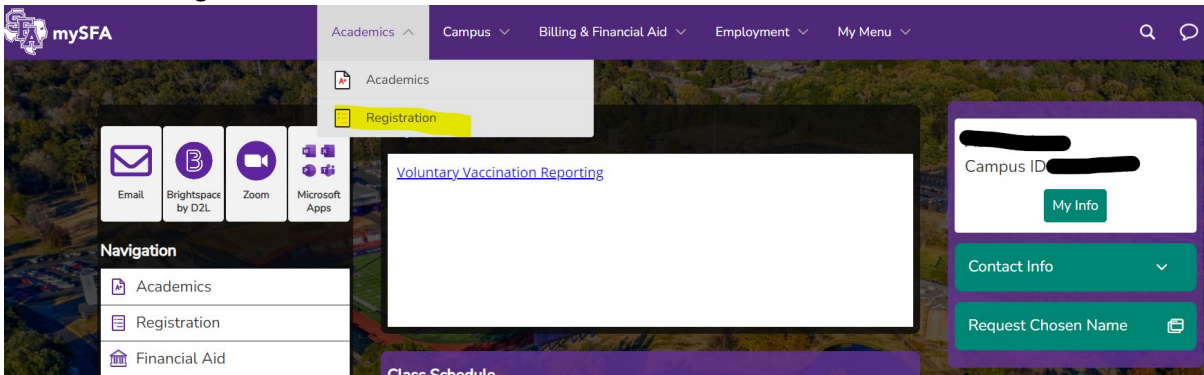 SFA mySFA
Academics
Campus
Billing & Financial Aid
Employment
My Menu
Academics
Registration
Email
Brightspace by D2L
Zoom
Microsoft Apps
Voluntary Vaccination Reporting
Campus ID
My Info
Navigation
Academics
Registration
Financial Aid
Contact Info
Request Chosen Name
Class Schedule